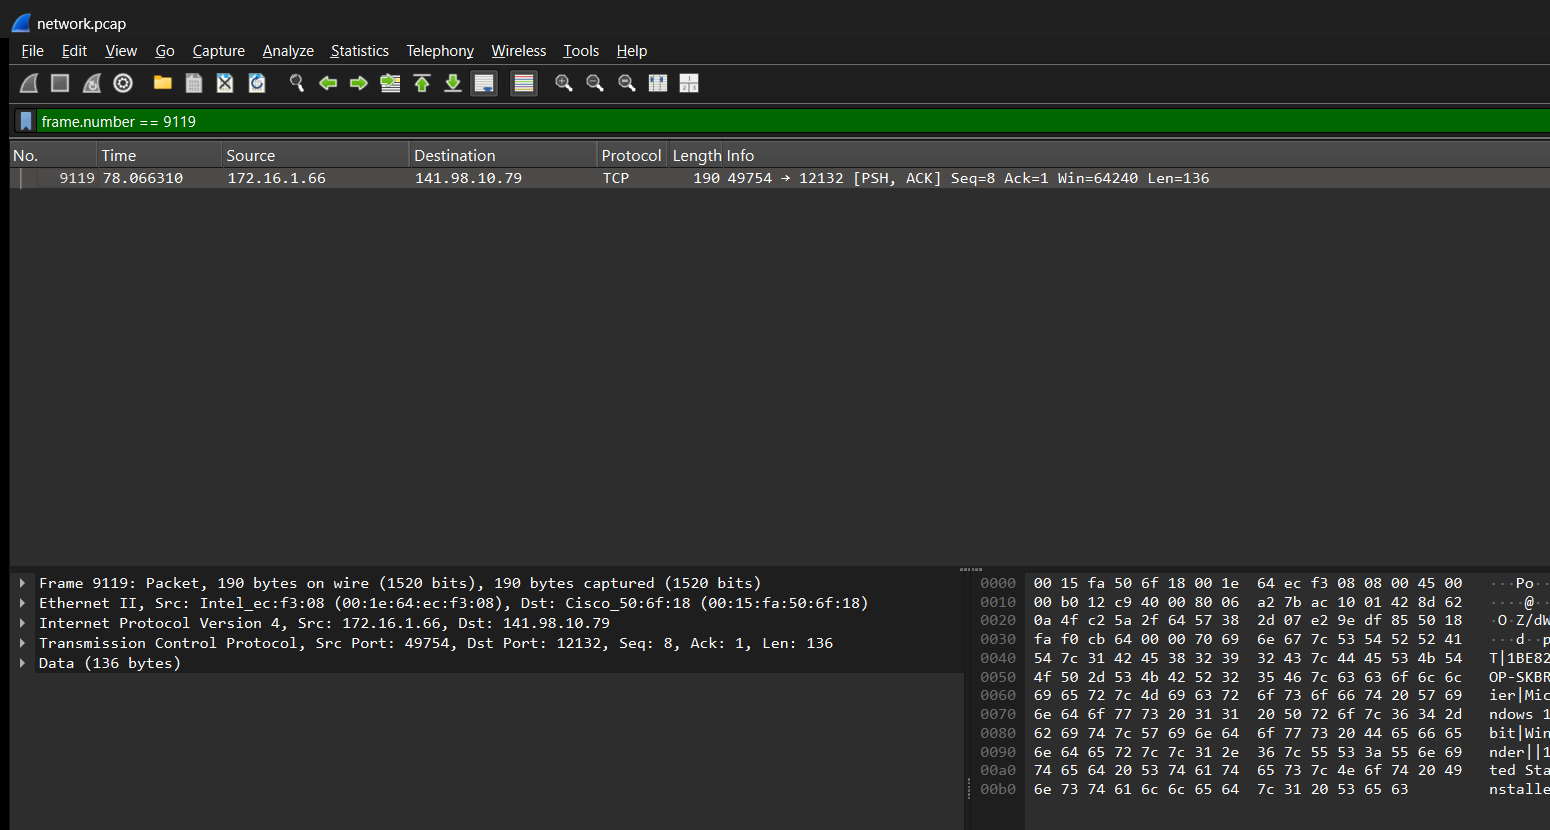 network.pcap
File Edit View Go Capture Analyze Statistics Telephony Wireless Tools Help
frame.number == 9119
No. Time Source Destination Protocol Length Info
9119 78.066310 172.16.1.66 141.98.10.79 TCP 190 49754 → 12132 [PSH, ACK] Seq=8 Ack=1 Win=64240 Len=136
Frame 9119: Packet, 190 bytes on wire (1520 bits), 190 bytes captured (1520 bits)
Ethernet II, Src: Intel_ec:f3:08 (00:1e:64:ec:f3:08), Dst: Cisco_50:6f:18 (00:15:fa:50:6f:18)
Internet Protocol Version 4, Src: 172.16.1.66, Dst: 141.98.10.79
Transmission Control Protocol, Src Port: 49754, Dst Port: 12132, Seq: 8, Ack: 1, Len: 136
Data (136 bytes)
0000 00 15 fa 50 6f 18 00 1e 64 ec f3 08 08 00 45 00 ···Po··
0010 00 b0 12 c9 40 00 80 06 a2 7b ac 10 01 42 8d 62 ····@···
0020 0a 4f c2 5a 2f 64 57 38 2d 07 e2 9e df 85 50 18 ·O·Z/dW
0030 fa f0 cb 64 00 00 70 69 6e 67 7c 53 54 52 52 41 ···d··p
0040 54 7c 31 42 45 38 32 39 32 43 7c 44 45 53 4b 54 T|1BE82
0050 4f 50 2d 53 4b 42 52 32 35 46 7c 63 63 6f 6c 6c OP-SKBR
0060 69 65 72 7c 4d 69 63 72 6f 73 6f 66 74 20 57 69 ier|Mic
0070 6e 64 6f 77 73 20 31 31 20 50 72 6f 7c 36 34 2d ndows 1
0080 62 69 74 7c 57 69 6e 64 6f 77 73 20 44 65 66 65 bit|Win
0090 6e 64 65 72 7c 7c 31 2e 36 7c 55 53 3a 55 6e 69 nder||1
00a0 74 65 64 20 53 74 61 74 65 73 7c 4e 6f 74 20 49 ted Sta
00b0 6e 73 74 61 6c 6c 65 64 7c 31 20 53 65 63 nstalle